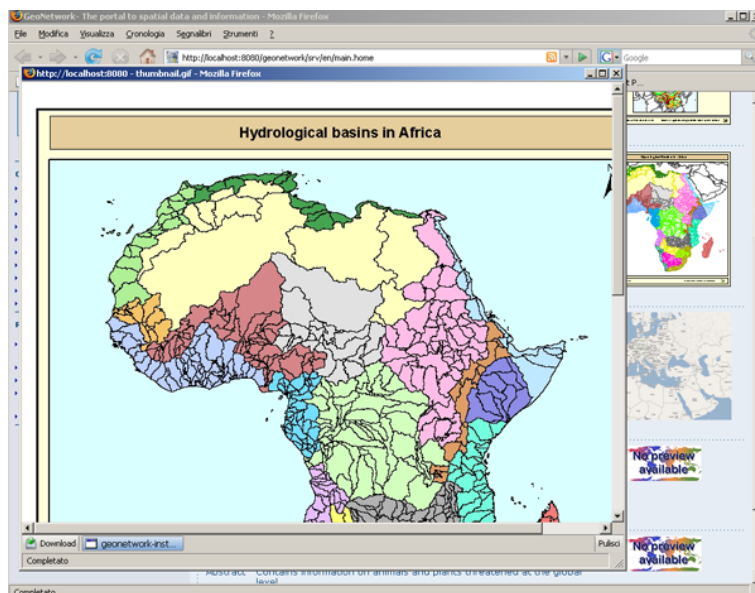 GeoNetwork- The portal to spatial data and information - Mozilla Firefox
File Modifica Visualizza Cronologia Segnalibri Strumenti ?
http://localhost:8080/geonetwork/srv/en/main.home
Google
http://localhost:8080 - thumbnail.gif - Mozilla Firefox
t P...
Hydrological basins in Africa
N
No preview
available
No preview
available
Download
geonetwork-inst...
Pulisci
Completato
Abstract Contains information on animals and plants threatened at the global
level
Completato